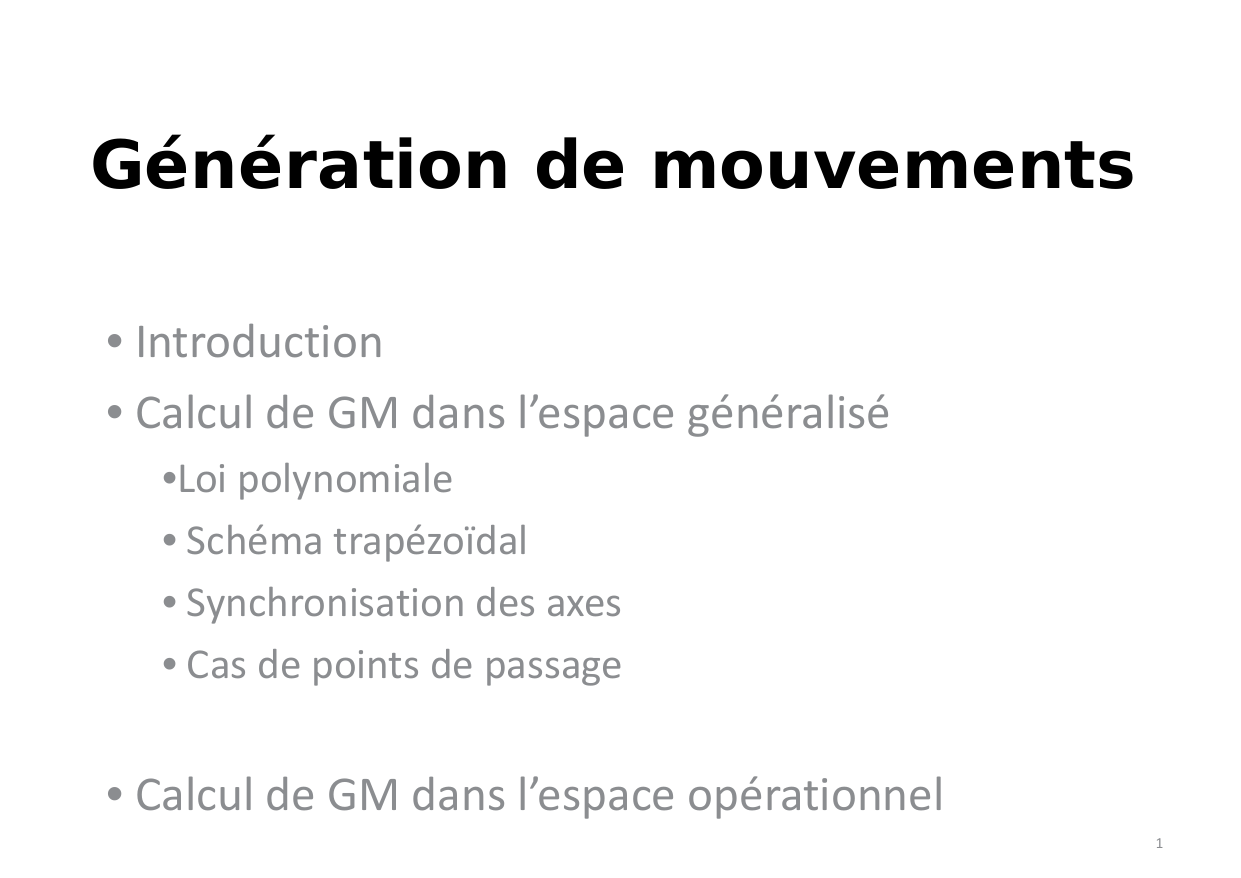 Génération de mouvements
• Introduction
• Calcul de GM dans l’espace généralisé
•Loi polynomiale
• Schéma trapézoïdal
• Synchronisation des axes
• Cas de points de passage
• Calcul de GM dans l’espace opérationnel
1